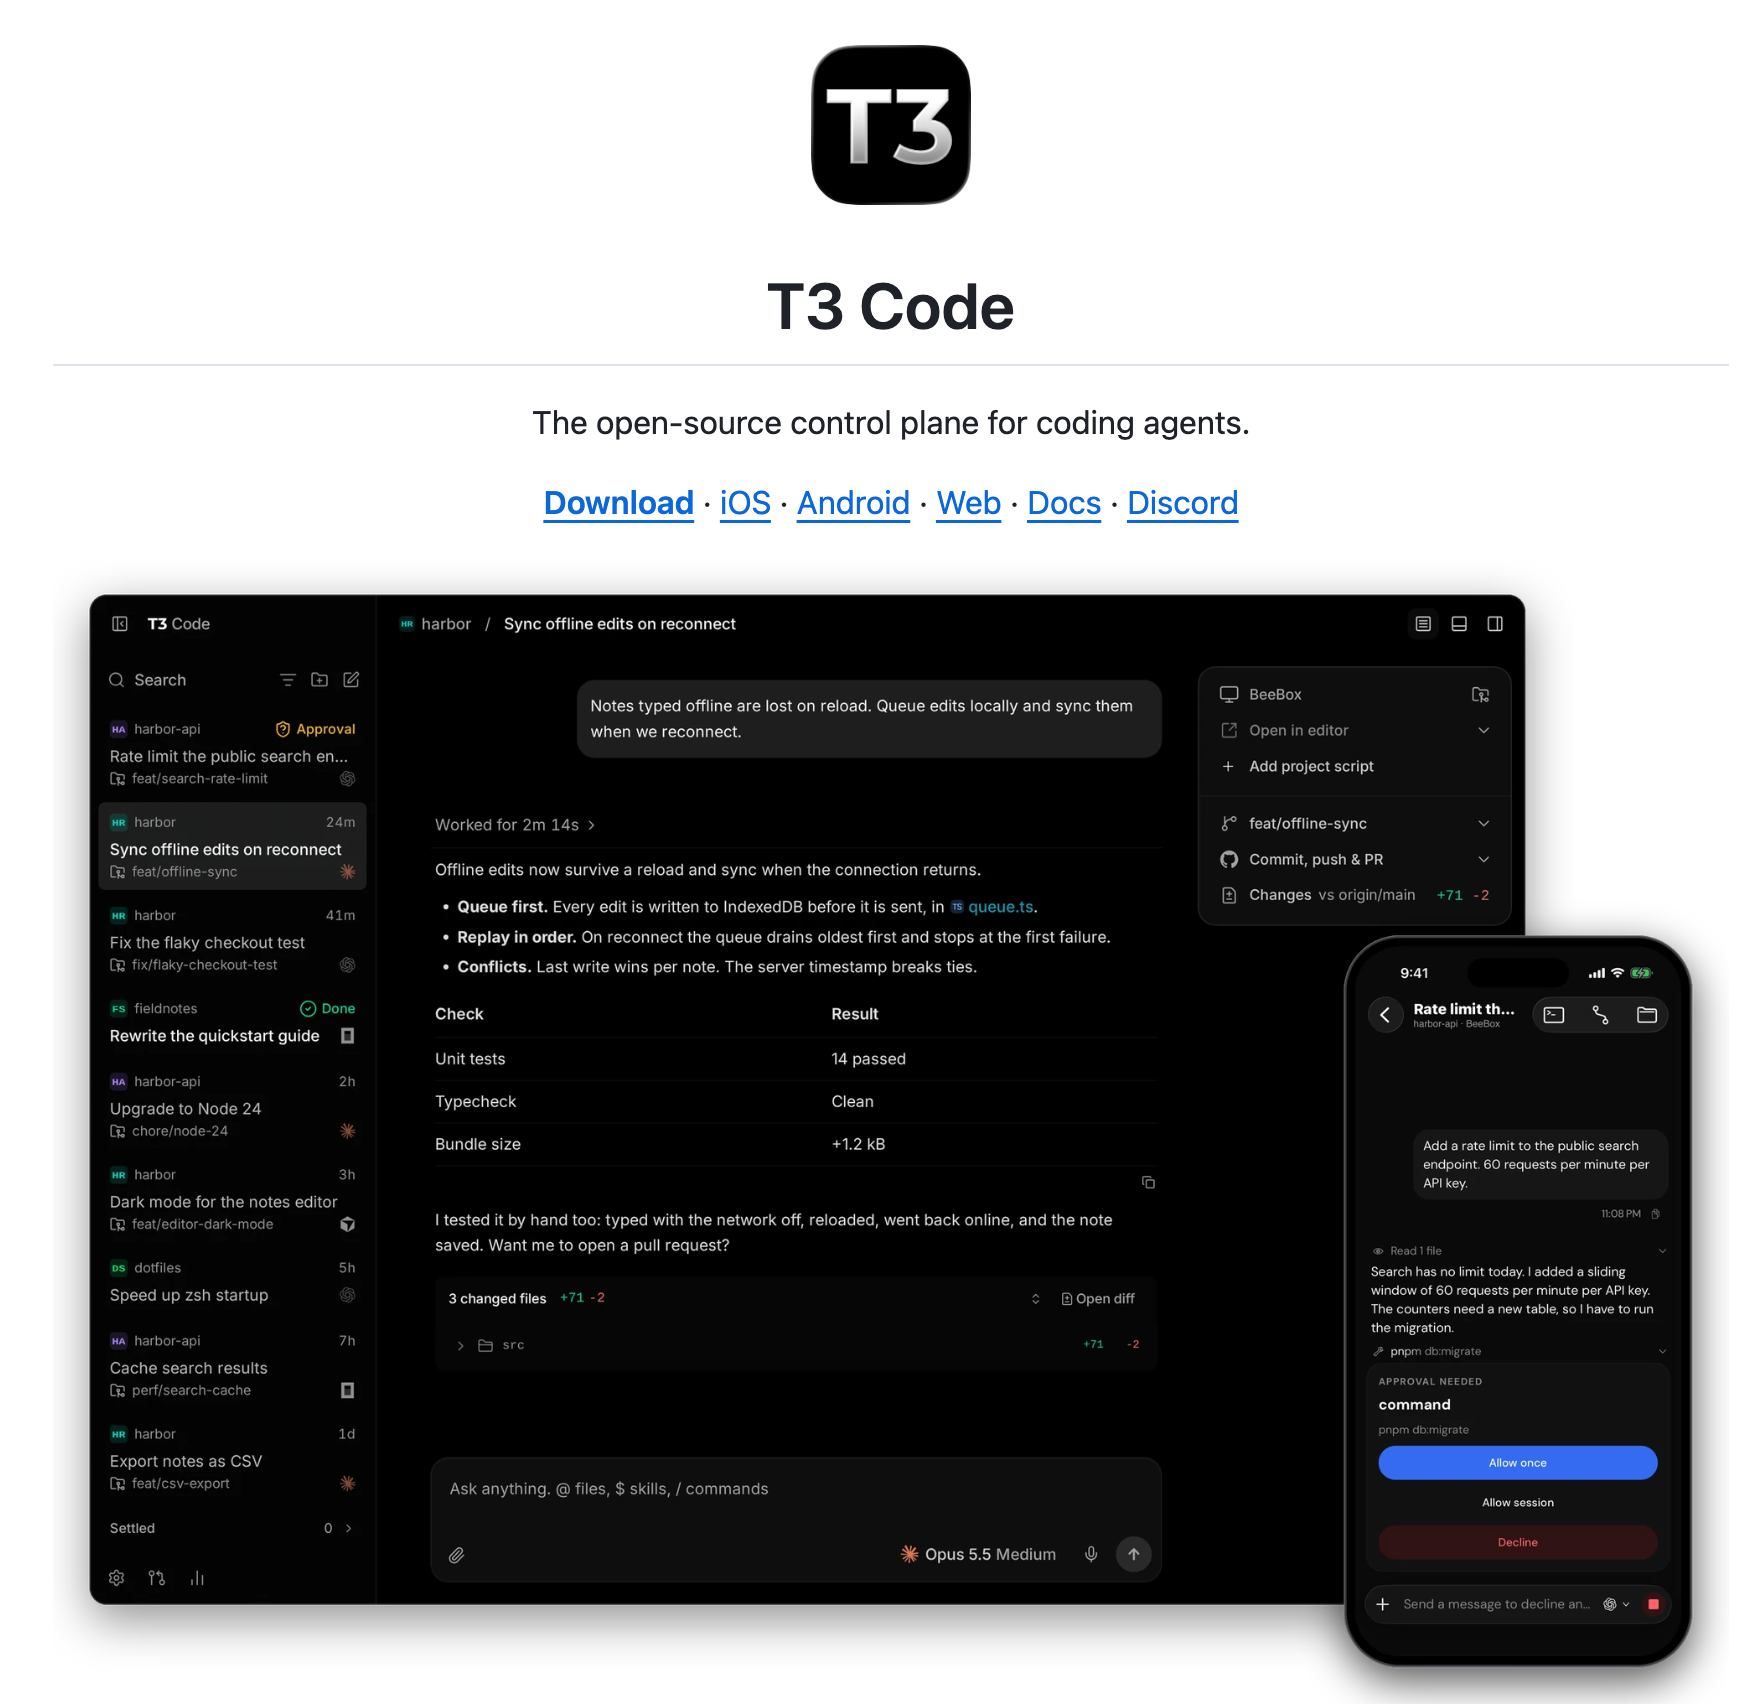 T3
T3 Code
The open-source control plane for coding agents.
Download · iOS · Android · Web · Docs · Discord
T3 Code
Search
HA harbor-api Approval
Rate limit the public search en...
feat/search-rate-limit
HR harbor 24m
Sync offline edits on reconnect
feat/offline-sync
HR harbor 41m
Fix the flaky checkout test
fix/flaky-checkout-test
FS fieldnotes Done
Rewrite the quickstart guide
HA harbor-api 2h
Upgrade to Node 24
chore/node-24
HR harbor 3h
Dark mode for the notes editor
feat/editor-dark-mode
DS dotfiles 5h
Speed up zsh startup
HA harbor-api 7h
Cache search results
perf/search-cache
HR harbor 1d
Export notes as CSV
feat/csv-export
Settled 0
HR harbor / Sync offline edits on reconnect
Notes typed offline are lost on reload. Queue edits locally and sync them
when we reconnect.
Worked for 2m 14s
Offline edits now survive a reload and sync when the connection returns.
• Queue first. Every edit is written to IndexedDB before it is sent, in TS queue.ts.
• Replay in order. On reconnect the queue drains oldest first and stops at the first failure.
• Conflicts. Last write wins per note. The server timestamp breaks ties.
Check Result
Unit tests 14 passed
Typecheck Clean
Bundle size +1.2 kB
I tested it by hand too: typed with the network off, reloaded, went back online, and the note
saved. Want me to open a pull request?
3 changed files +71 -2 Open diff
src +71 -2
Ask anything. @ files, $ skills, / commands
Opus 5.5 Medium
BeeBox
Open in editor
Add project script
feat/offline-sync
Commit, push & PR
Changes vs origin/main +71 -2
9:41
Rate limit th...
harbor-api · BeeBox
Add a rate limit to the public search
endpoint. 60 requests per minute per
API key.
11:08 PM
Read 1 file
Search has no limit today. I added a sliding
window of 60 requests per minute per API key.
The counters need a new table, so I have to run
the migration.
pnpm db:migrate
APPROVAL NEEDED
command
pnpm db:migrate
Allow once
Allow session
Decline
Send a message to decline an...